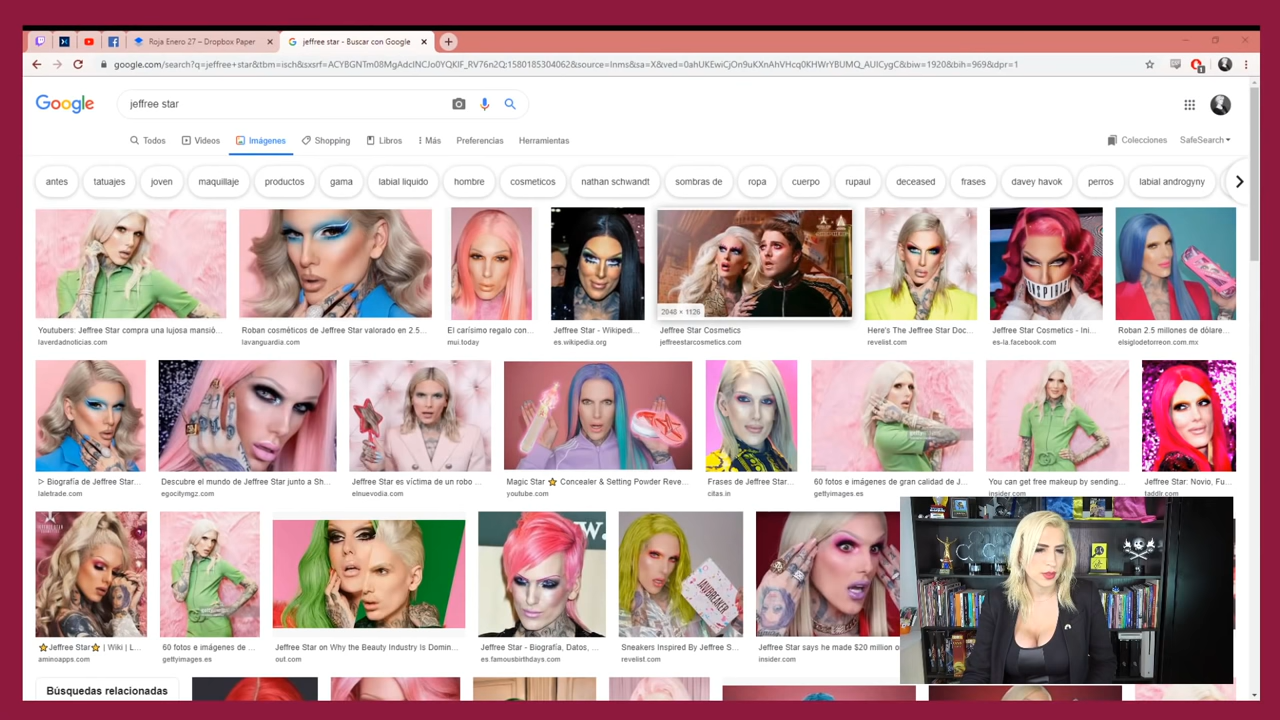 Roja Enero 27 – Dropbox Paper
jeffree star - Buscar con Google
google.com/search?q=jeffree+star&tbm=isch&sxsrf=ACYBGNTm08MgAdcINCJo0YQKIF_RV76n2Q:1580185304062&source=lnms&sa=X&ved=0ahUKEwiCjOn9uKXnAhVHcq0KHWrYBUMQ_AUICygC&biw=1920&bih=969&dpr=1
Google
jeffree star
Todos
Videos
Imágenes
Shopping
Libros
Más
Preferencias
Herramientas
Colecciones
SafeSearch
antes
tatuajes
joven
maquillaje
productos
gama
labial liquido
hombre
cosmeticos
nathan schwandt
sombras de
ropa
cuerpo
rupaul
deceased
frases
davey havok
perros
labial androgyny
2048 × 1126
Youtubers: Jeffree Star compra una lujosa mansió...
laverdadnoticias.com
Roban cosméticos de Jeffree Star valorado en 2.5...
lavanguardia.com
El carísimo regalo con...
mui.today
Jeffree Star - Wikipedi...
es.wikipedia.org
Jeffree Star Cosmetics
jeffreestarcosmetics.com
Here's The Jeffree Star Doc...
revelist.com
Jeffree Star Cosmetics - Ini...
es-la.facebook.com
Roban 2.5 millones de dólare...
elsiglodetorreon.com.mx
▷ Biografía de Jeffree Star...
laletrade.com
Descubre el mundo de Jeffree Star junto a Sh...
egocitymgz.com
Jeffree Star es víctima de un robo ...
elnuevodia.com
Magic Star ⭐ Concealer & Setting Powder Reve...
youtube.com
Frases de Jeffree Star...
citas.in
60 fotos e imágenes de gran calidad de J...
gettyimages.es
You can get free makeup by sending...
insider.com
Jeffree Star: Novio, Fu...
taddlr.com
JAWBREAKER
⭐Jeffree Star⭐ | Wiki | L...
aminoapps.com
60 fotos e imágenes de ...
gettyimages.es
Jeffree Star on Why the Beauty Industry Is Domin...
out.com
Jeffree Star - Biografía, Datos, ...
es.famousbirthdays.com
Sneakers Inspired By Jeffree S...
revelist.com
Jeffree Star says he made $20 million o
insider.com
Búsquedas relacionadas